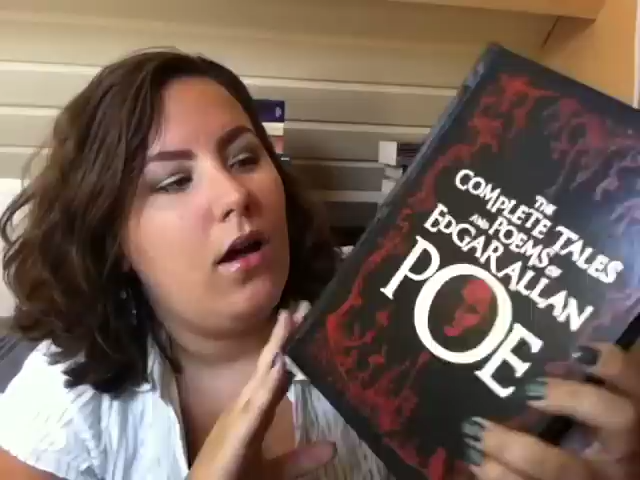 THE
COMPLETE TALES
AND POEMS OF
EDGAR ALLAN
POE